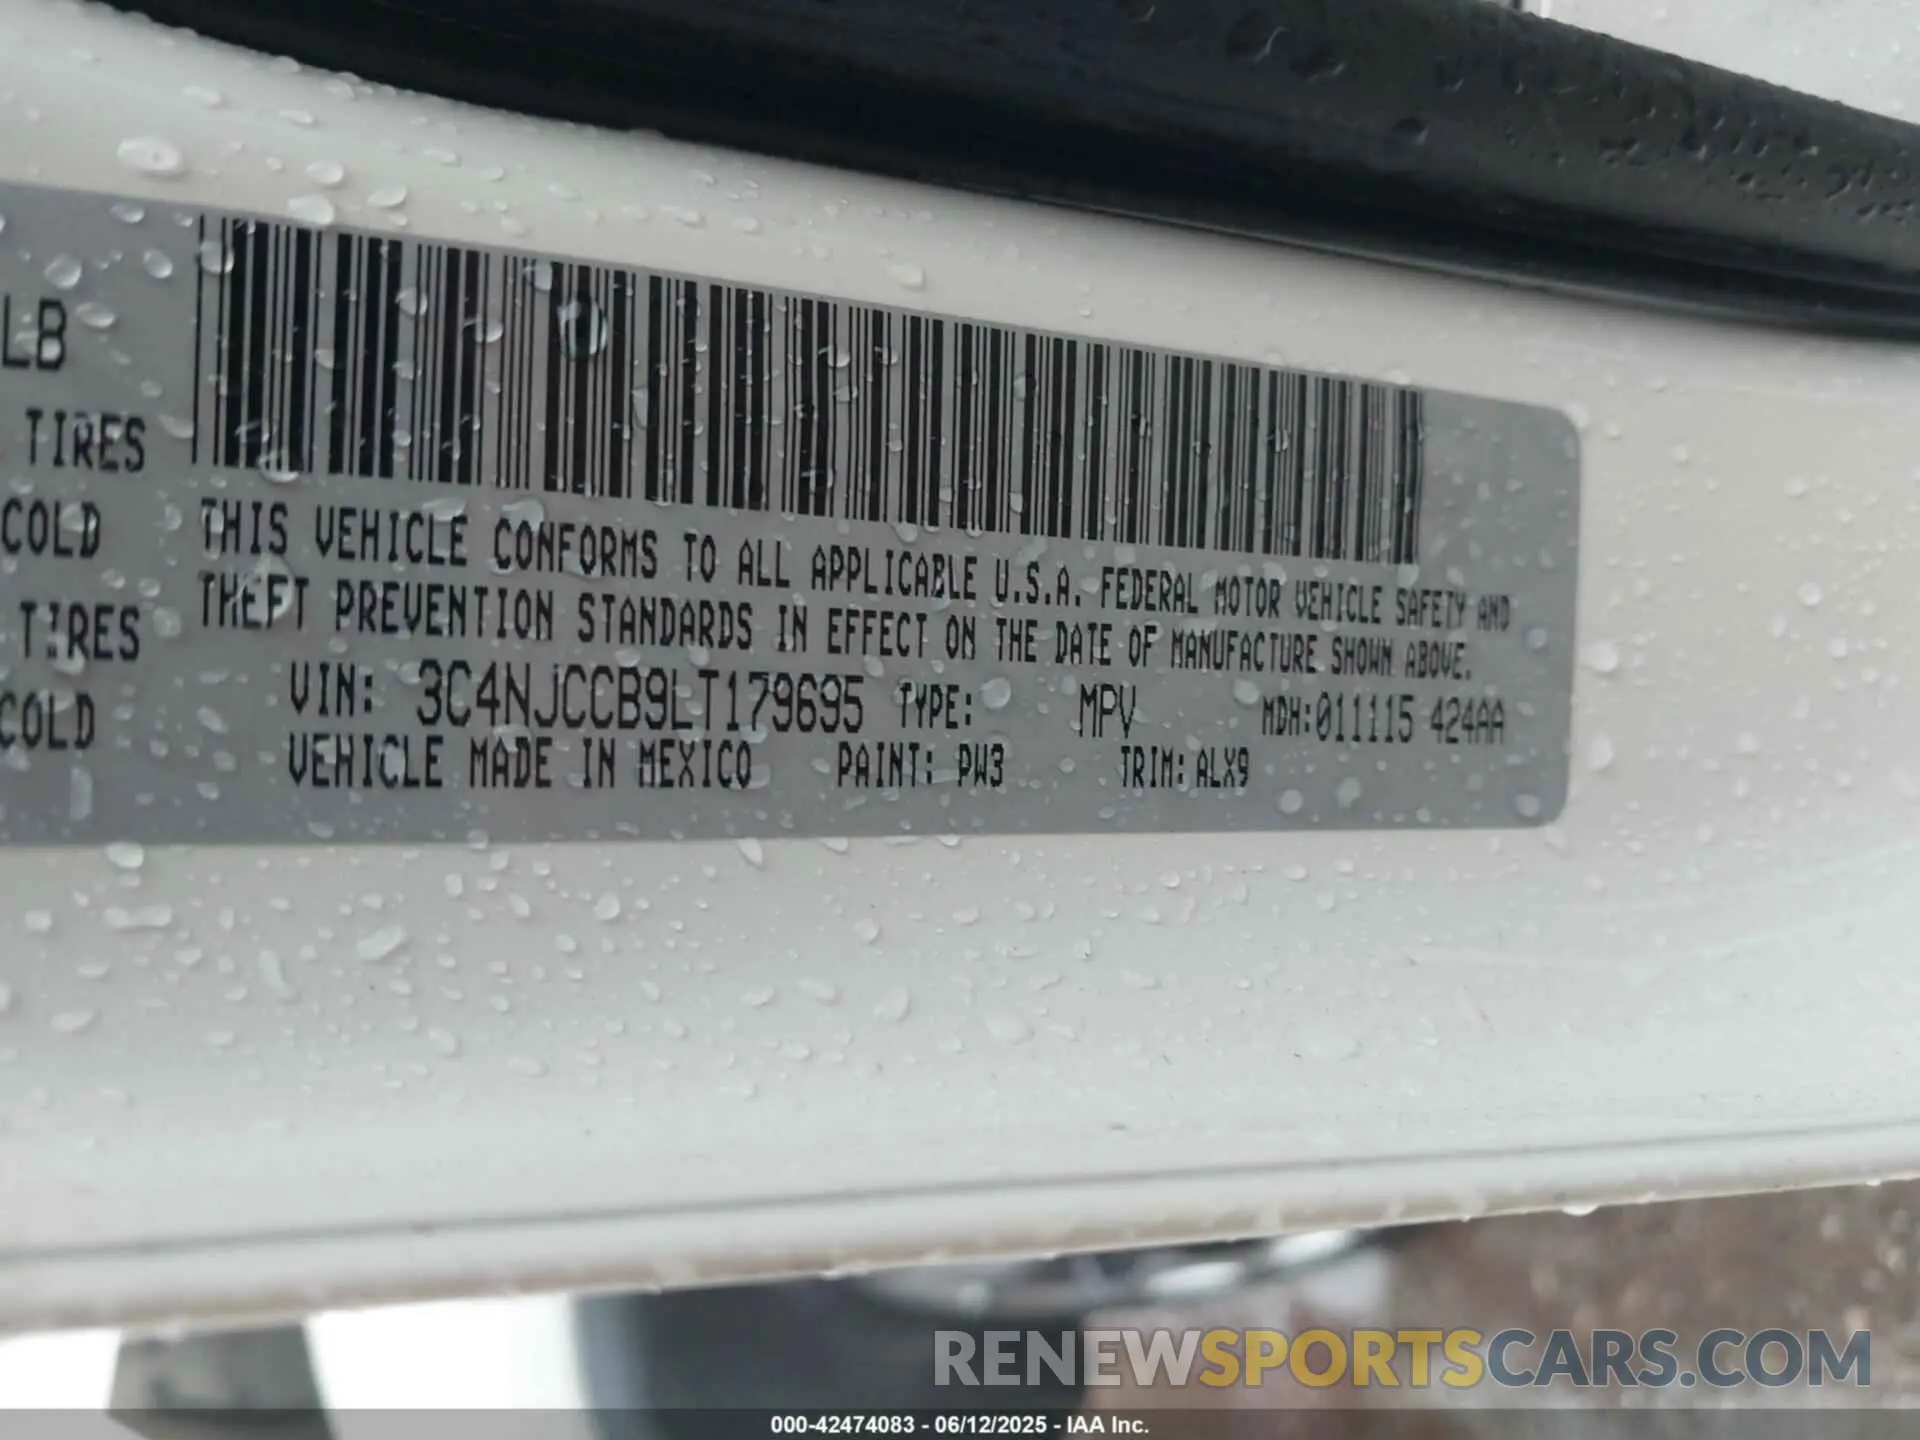 LB
TIRES
COLD
TIRES
COLD
THIS VEHICLE CONFORMS TO ALL APPLICABLE U.S.A. FEDERAL MOTOR VEHICLE SAFETY AND
THEFT PREVENTION STANDARDS IN EFFECT ON THE DATE OF MANUFACTURE SHOWN ABOVE.
VIN: 3C4NJCCB9LT179695 TYPE: MPV MDH:011115 424AA
VEHICLE MADE IN MEXICO PAINT: PW3 TRIM: ALX9
RENEWSPORTSCARS.COM
000-42474083 - 06/12/2025 - IAA Inc.